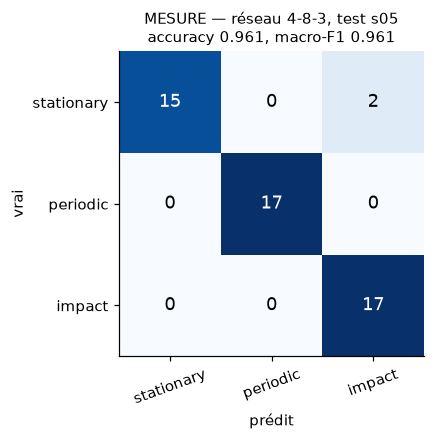 MESURE — réseau 4-8-3, test s05
accuracy 0.961, macro-F1 0.961
stationary 15 0 2
periodic 0 17 0
impact 0 0 17
vrai
stationary periodic impact
prédit